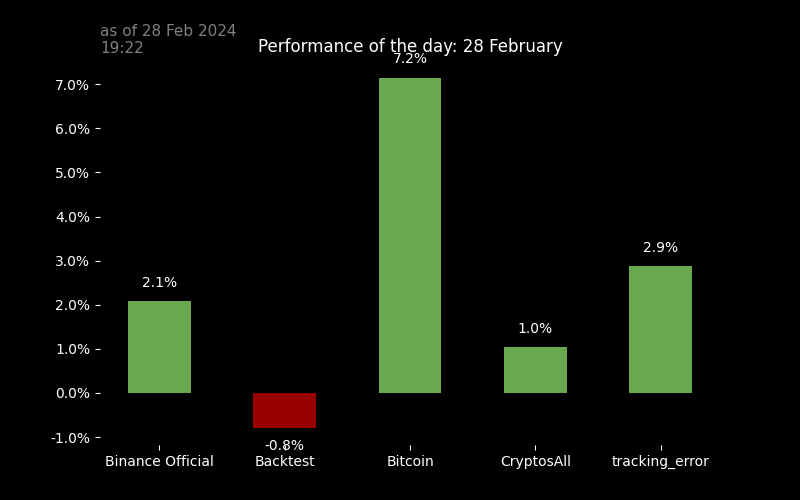 as of 28 Feb 2024
19:22
Performance of the day: 28 February
7.2%
7.0%
6.0%
5.0%
4.0%
3.0%
2.9%
2.1%
2.0%
1.0%
1.0%
0.0%
-0.8%
-1.0%
Binance Official
Backtest
Bitcoin
CryptosAll
tracking_error